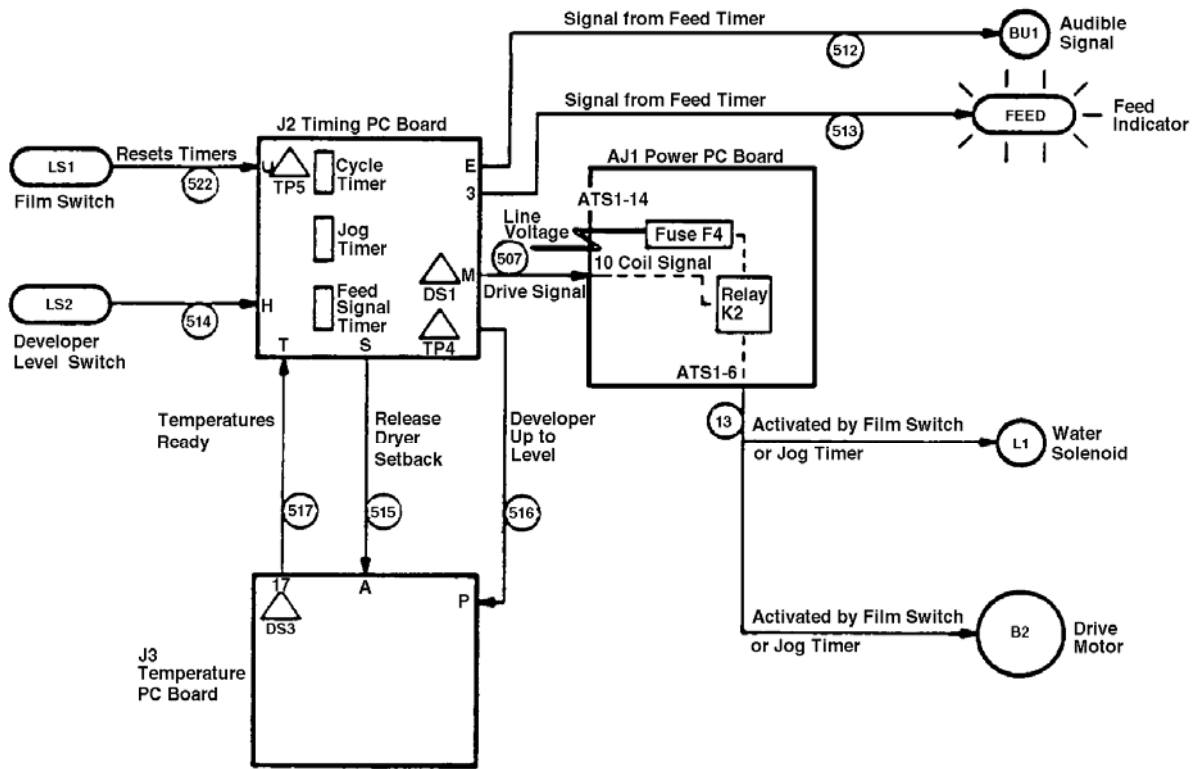 Signal from Feed Timer
512
BU1
Audible
Signal
Signal from Feed Timer
513
FEED
Feed
Indicator
J2 Timing PC Board
LS1
Resets Timers
522
Film Switch
U
TP5
Cycle
Timer
E
3
Jog
Timer
LS2
514
Developer
Level Switch
H
Feed
Signal
Timer
DS1
M
TP4
T
S
AJ1 Power PC Board
ATS1-14
Line
Voltage
507
Fuse F4
10 Coil Signal
Drive Signal
Relay
K2
ATS1-6
Temperatures
Ready
517
Release
Dryer
Setback
515
Developer
Up to
Level
516
13
Activated by Film Switch
or Jog Timer
L1
Water
Solenoid
17
A
P
DS3
J3
Temperature
PC Board
Activated by Film Switch
or Jog Timer
B2
Drive
Motor